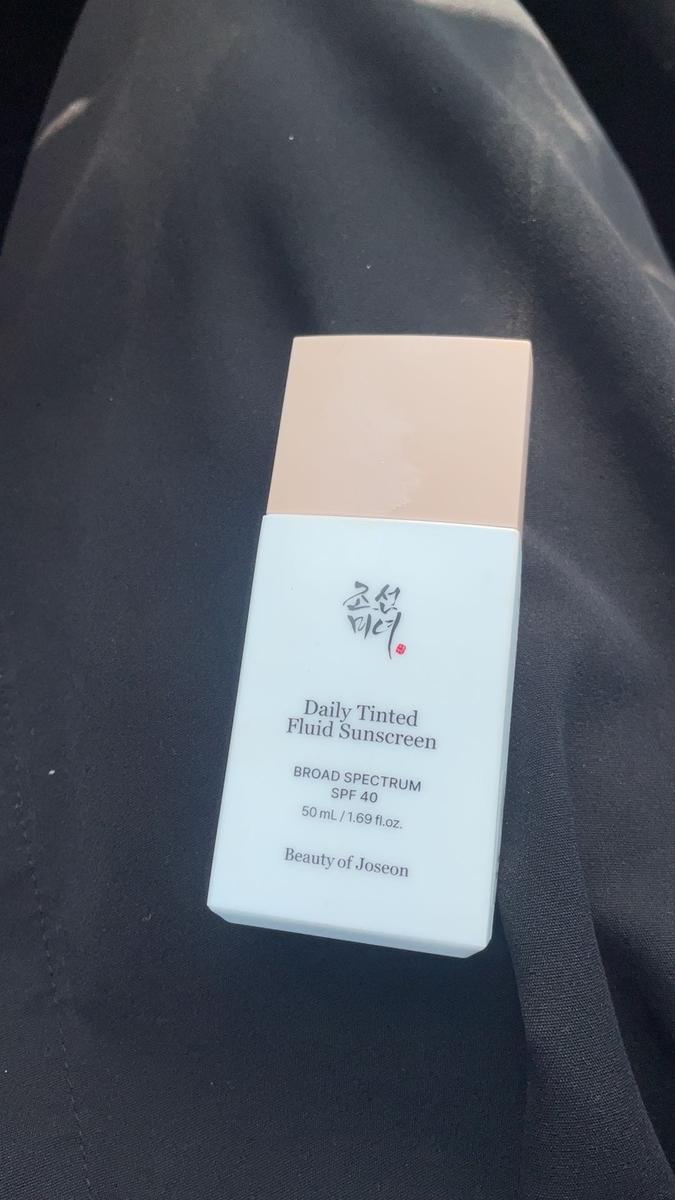 조선
미녀
Daily Tinted
Fluid Sunscreen
BROAD SPECTRUM
SPF 40
50 mL / 1.69 fl.oz.
Beauty of Joseon